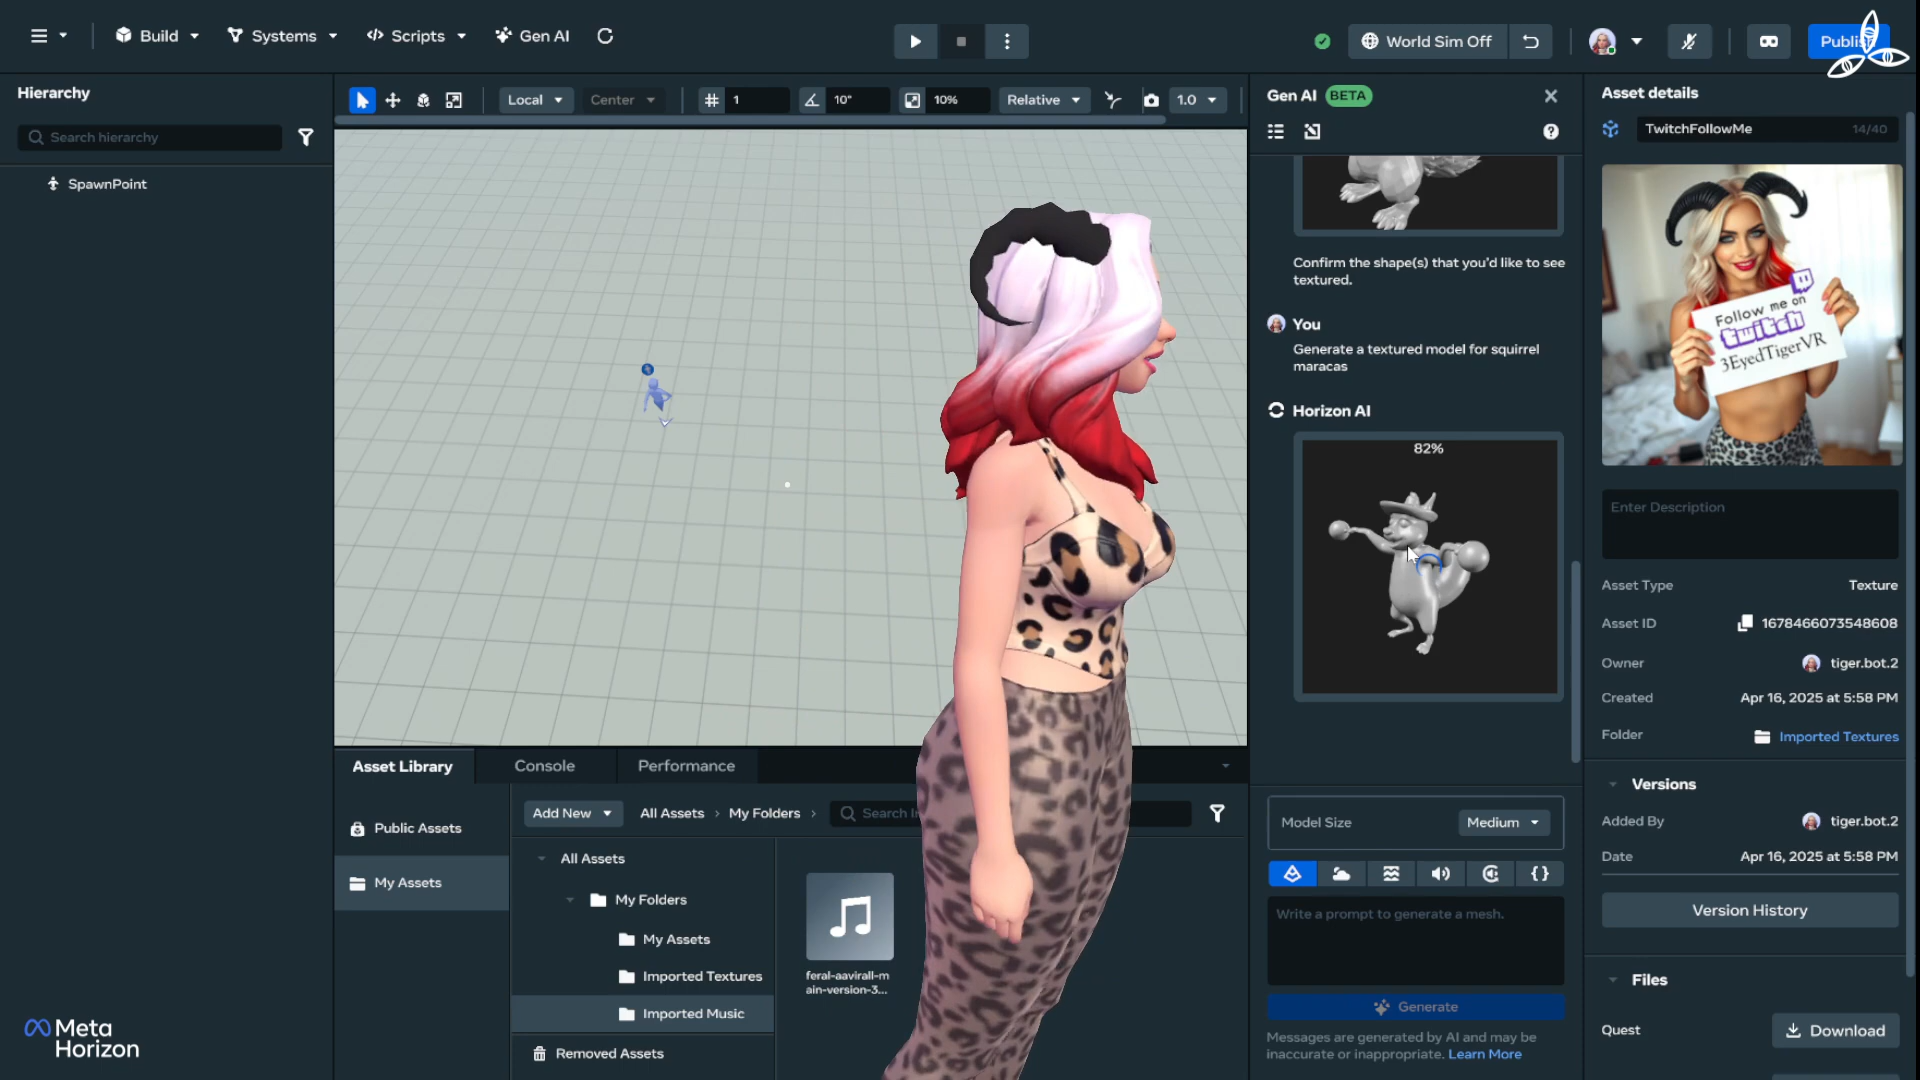 Build
Systems
Scripts
Gen AI
World Sim Off
Publish
Hierarchy
Search hierarchy
SpawnPoint
Local
Center
1
10°
10%
Relative
1.0
Gen AI BETA
Confirm the shape(s) that you'd like to see
textured.
You
Generate a textured model for squirrel
maracas
Horizon AI
82%
Model Size
Medium
Write a prompt to generate a mesh.
Generate
Messages are generated by AI and may be
inaccurate or inappropriate. Learn More
Asset details
TwitchFollowMe
14/40
Follow me on
twitch
3EyedTigerVR
Enter Description
Asset Type
Texture
Asset ID
1678466073548608
Owner
tiger.bot.2
Created
Apr 16, 2025 at 5:58 PM
Folder
Imported Textures
Versions
Added By
tiger.bot.2
Date
Apr 16, 2025 at 5:58 PM
Version History
Files
Quest
Download
Asset Library
Console
Performance
Public Assets
My Assets
Add New
All Assets
My Folders
Search
All Assets
My Folders
My Assets
Imported Textures
Imported Music
Removed Assets
feral-aavirall-m
ain-version-3...
Meta
Horizon